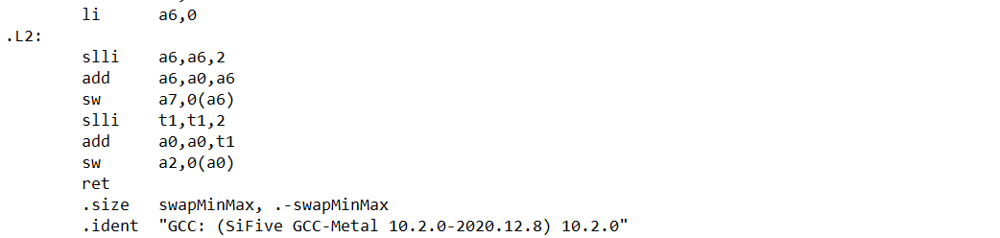 li a6,0
.L2:
slli a6,a6,2
add a6,a0,a6
sw a7,0(a6)
slli t1,t1,2
add a0,a0,t1
sw a2,0(a0)
ret
.size swapMinMax, .-swapMinMax
.ident "GCC: (SiFive GCC-Metal 10.2.0-2020.12.8) 10.2.0"